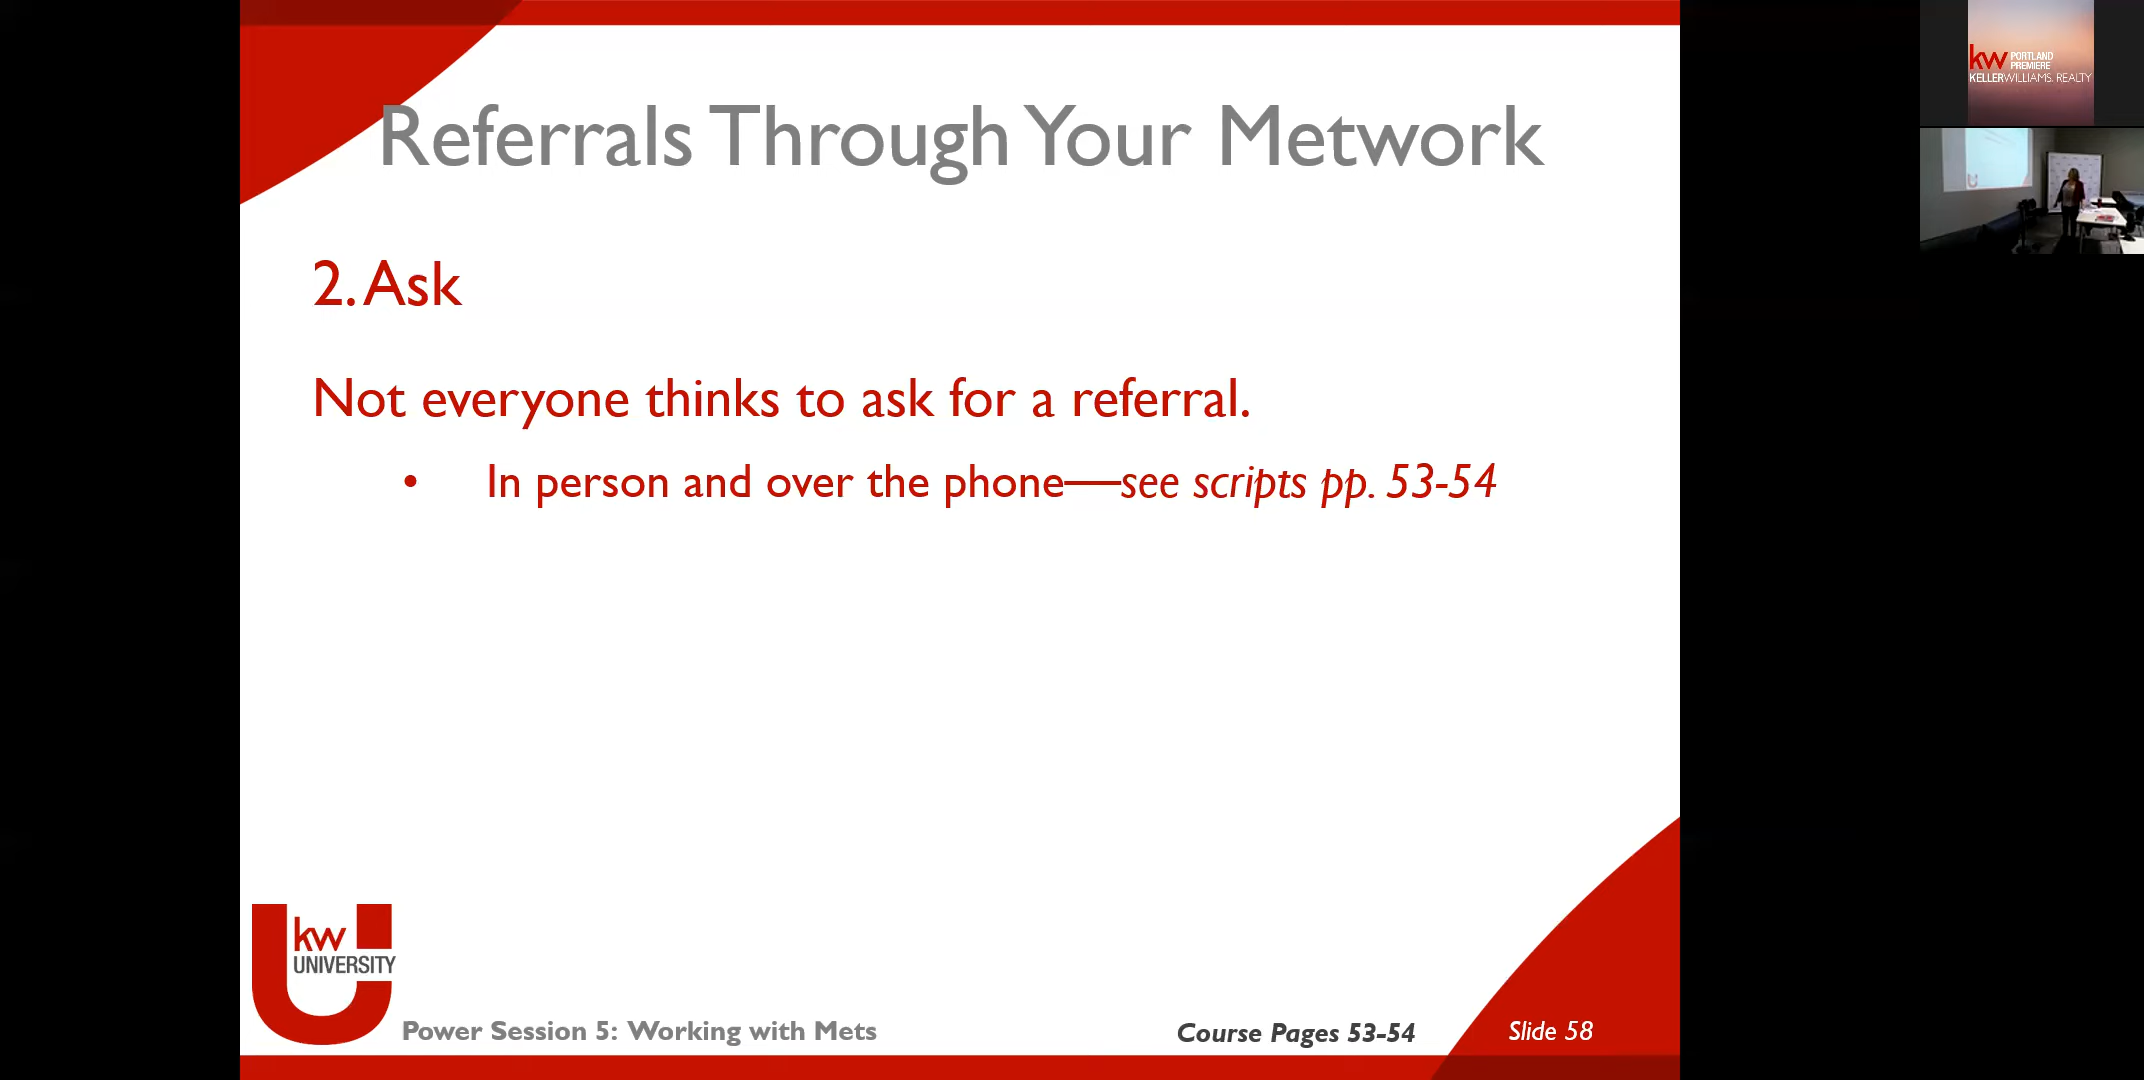 Referrals Through Your Metwork
2. Ask
Not everyone thinks to ask for a referral.
• In person and over the phone—see scripts pp. 53-54
kw
UNIVERSITY
Power Session 5: Working with Mets
Course Pages 53-54
Slide 58
kw PORTLAND
PREMIERE
KELLERWILLIAMS. REALTY